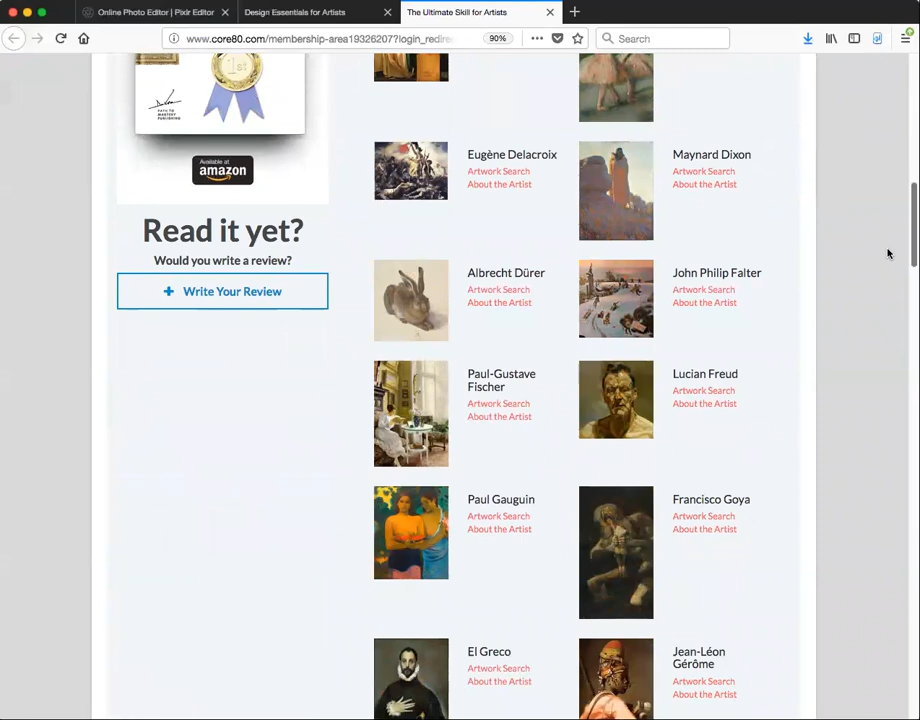 Online Photo Editor | Pixlr Editor
Design Essentials for Artists
The Ultimate Skill for Artists
www.core80.com/membership-area19326207?login_redire
90%
Search
1st
PATH TO
MASTERY
PUBLISHING
Available at
amazon
Read it yet?
Would you write a review?
Write Your Review
Eugène Delacroix
Artwork Search
About the Artist
Maynard Dixon
Artwork Search
About the Artist
Albrecht Dürer
Artwork Search
About the Artist
John Philip Falter
Artwork Search
About the Artist
Paul-Gustave
Fischer
Artwork Search
About the Artist
Lucian Freud
Artwork Search
About the Artist
Paul Gauguin
Artwork Search
About the Artist
Francisco Goya
Artwork Search
About the Artist
El Greco
Artwork Search
About the Artist
Jean-Léon
Gérôme
Artwork Search
About the Artist